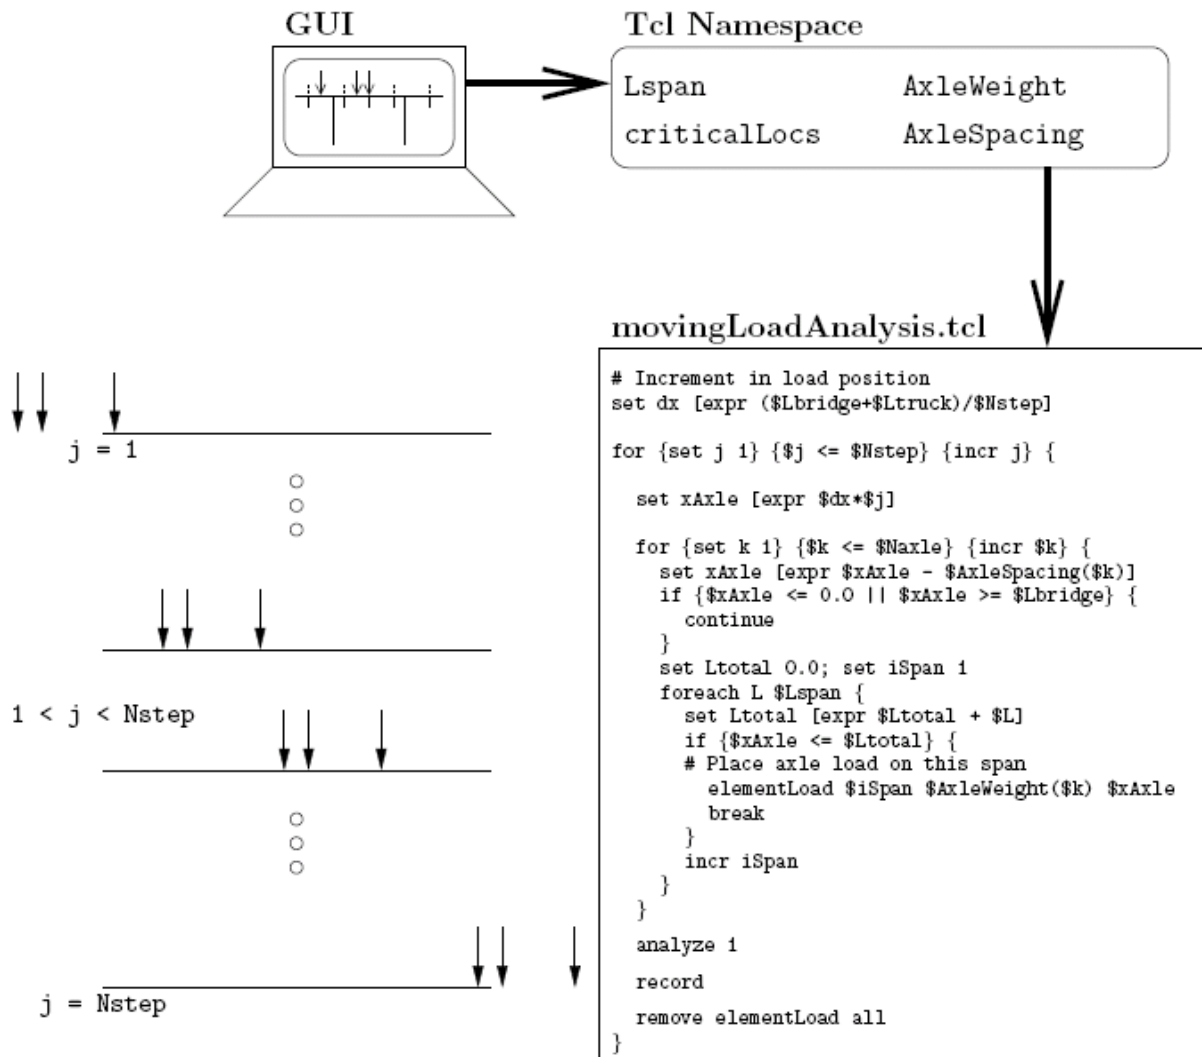 GUI
Tcl Namespace
Lspan AxleWeight
criticalLocs AxleSpacing
movingLoadAnalysis.tcl
# Increment in load position
set dx [expr ($Lbridge+$Ltruck)/$Nstep]
for {set j 1} {$j <= $Nstep} {incr j} {
set xAxle [expr $dx*$j]
for {set k 1} {$k <= $Naxle} {incr $k} {
set xAxle [expr $xAxle - $AxleSpacing($k)]
if {$xAxle <= 0.0 || $xAxle >= $Lbridge} {
continue
}
set Ltotal 0.0; set iSpan 1
foreach L $Lspan {
set Ltotal [expr $Ltotal + $L]
if {$xAxle <= $Ltotal} {
# Place axle load on this span
elementLoad $iSpan $AxleWeight($k) $xAxle
break
}
incr iSpan
}
}
analyze 1
record
remove elementLoad all
}
j = 1
1 < j < Nstep
j = Nstep